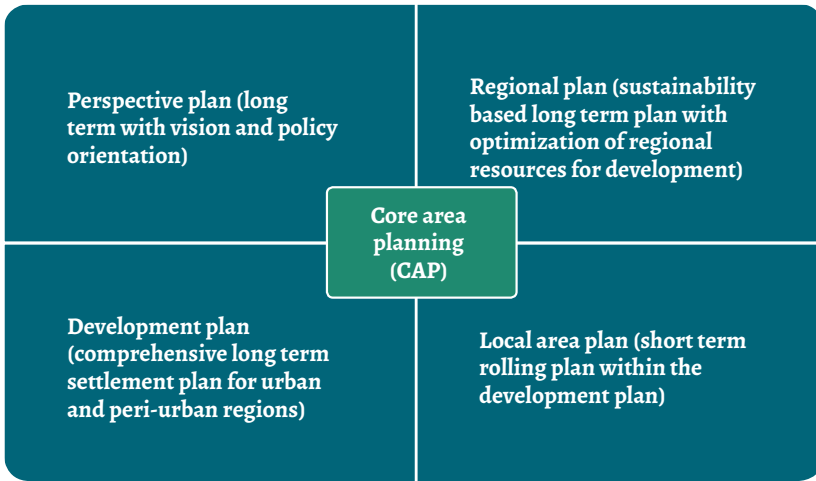 Perspective plan (long
term with vision and policy
orientation)
Regional plan (sustainability
based long term plan with
optimization of regional
resources for development)
Core area
planning
(CAP)
Development plan
(comprehensive long term
settlement plan for urban
and peri-urban regions)
Local area plan (short term
rolling plan within the
development plan)